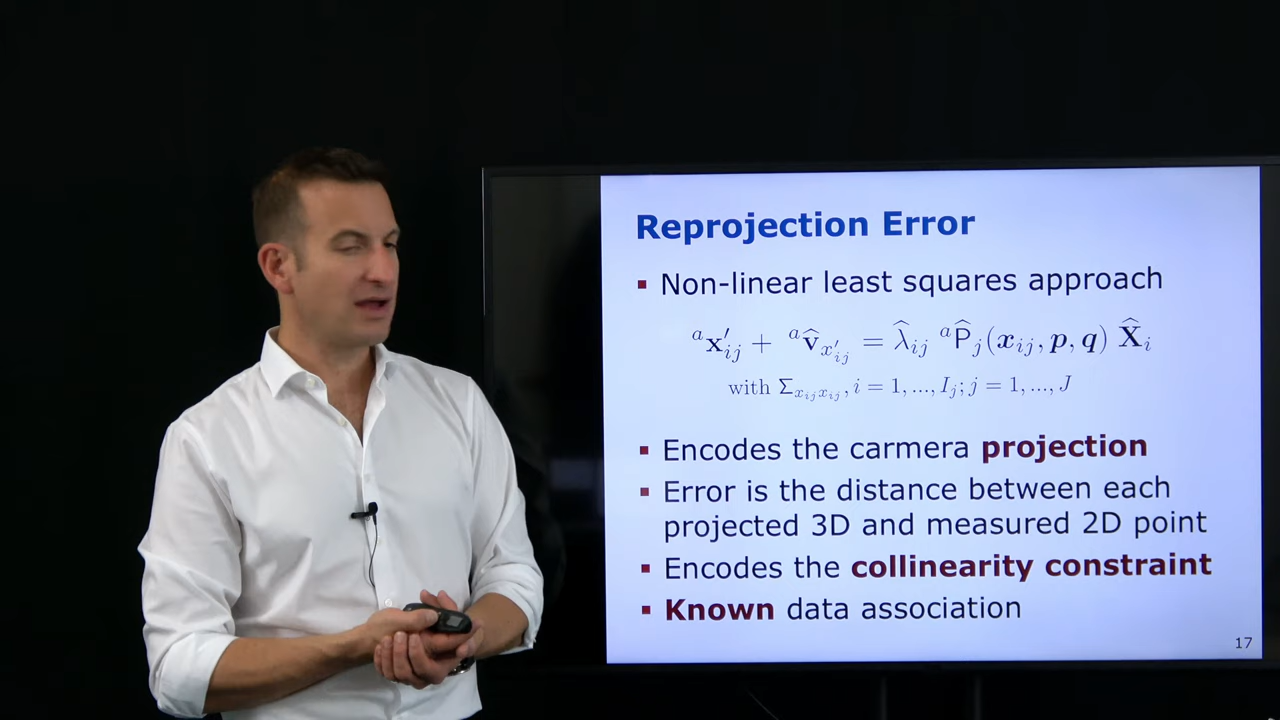 Reprojection Error
▪ Non-linear least squares approach
ᵃx′ᵢⱼ + ᵃv̂ₓ′ᵢⱼ = λ̂ᵢⱼ ᵃP̂ⱼ(xᵢⱼ, p, q) X̂ᵢ
with Σₓᵢⱼₓᵢⱼ, i = 1, ..., Iⱼ; j = 1, ..., J
▪ Encodes the carmera projection
▪ Error is the distance between each
projected 3D and measured 2D point
▪ Encodes the collinearity constraint
▪ Known data association
17